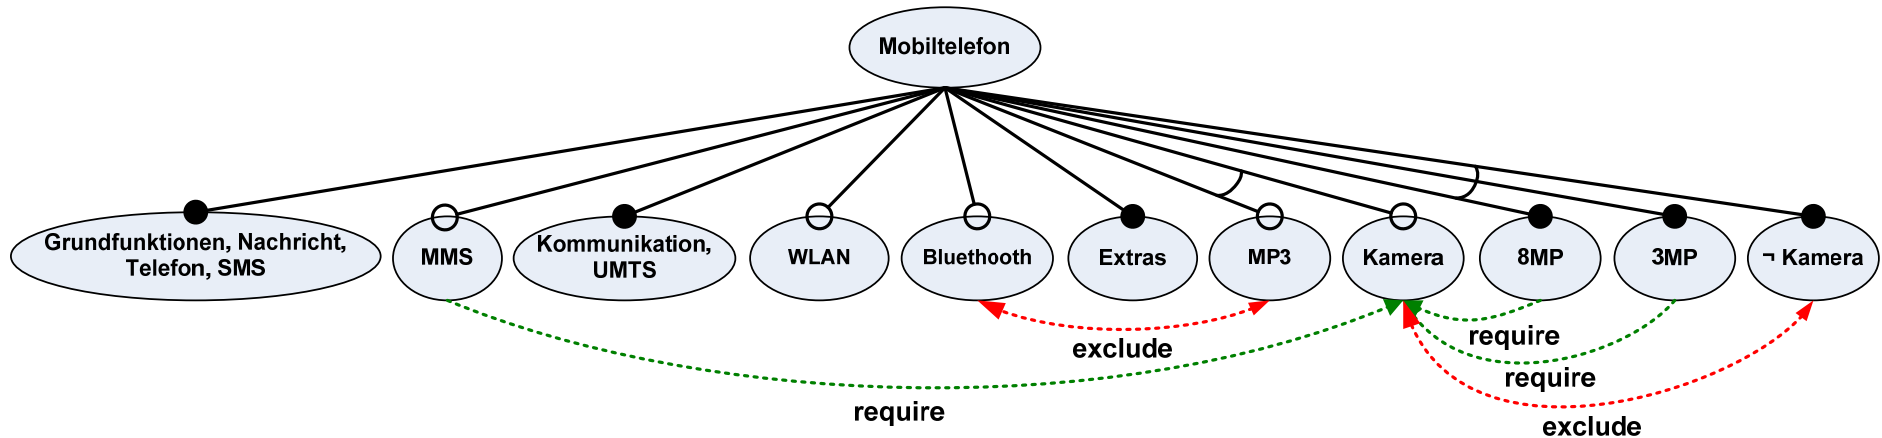 Mobiltelefon
Grundfunktionen, Nachricht,
Telefon, SMS
MMS
Kommunikation,
UMTS
WLAN
Bluethooth
Extras
MP3
Kamera
8MP
3MP
¬ Kamera
require
exclude
require
require
exclude